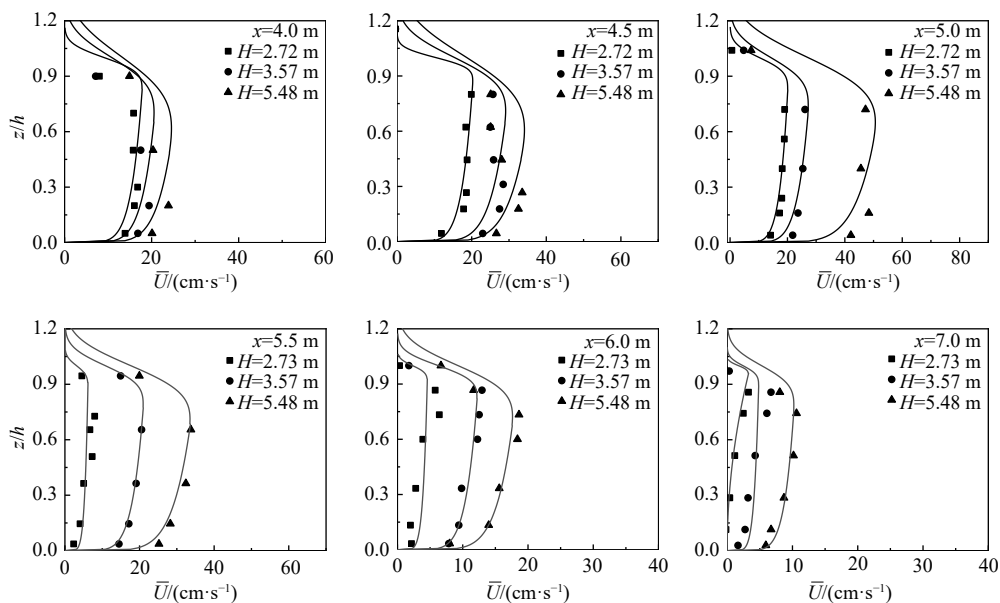 x=4.0 m
H=2.72 m
H=3.57 m
H=5.48 m
z/h
1.2
0.9
0.6
0.3
0.0
0 20 40 60
U̅/(cm·s⁻¹)
x=4.5 m
H=2.72 m
H=3.57 m
H=5.48 m
1.2
0.9
0.6
0.3
0.0
0 20 40 60
U̅/(cm·s⁻¹)
x=5.0 m
H=2.72 m
H=3.57 m
H=5.48 m
1.2
0.9
0.6
0.3
0.0
0 20 40 60 80
U̅/(cm·s⁻¹)
x=5.5 m
H=2.73 m
H=3.57 m
H=5.48 m
z/h
1.2
0.9
0.6
0.3
0.0
0 20 40 60
U̅/(cm·s⁻¹)
x=6.0 m
H=2.73 m
H=3.57 m
H=5.48 m
1.2
0.9
0.6
0.3
0.0
0 10 20 30 40
U̅/(cm·s⁻¹)
x=7.0 m
H=2.73 m
H=3.57 m
H=5.48 m
1.2
0.9
0.6
0.3
0.0
0 10 20 30 40
U̅/(cm·s⁻¹)